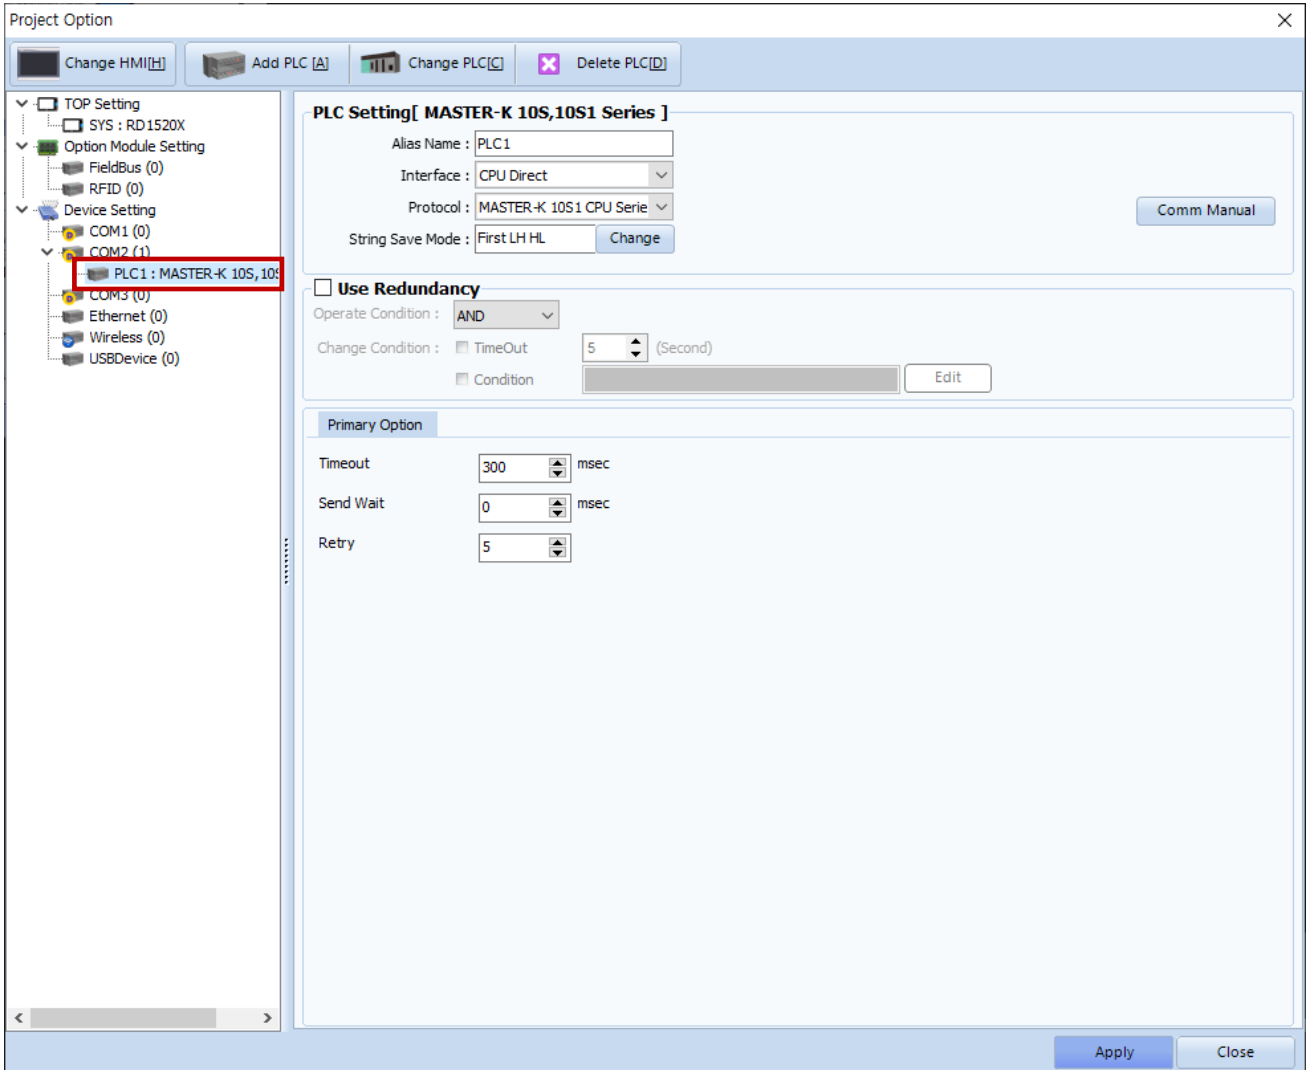 Project Option
Change HMI[H]
Add PLC [A]
Change PLC[C]
Delete PLC[D]
TOP Setting
SYS : RD1520X
Option Module Setting
FieldBus (0)
RFID (0)
Device Setting
COM1 (0)
COM2 (1)
PLC1 : MASTER-K 10S,10S
COM3 (0)
Ethernet (0)
Wireless (0)
USBDevice (0)
PLC Setting[ MASTER-K 10S,10S1 Series ]
Alias Name : PLC1
Interface : CPU Direct
Protocol : MASTER-K 10S1 CPU Serie
Comm Manual
String Save Mode : First LH HL Change
Use Redundancy
Operate Condition : AND
Change Condition : TimeOut 5 (Second)
Condition Edit
Primary Option
Timeout 300 msec
Send Wait 0 msec
Retry 5
Apply Close